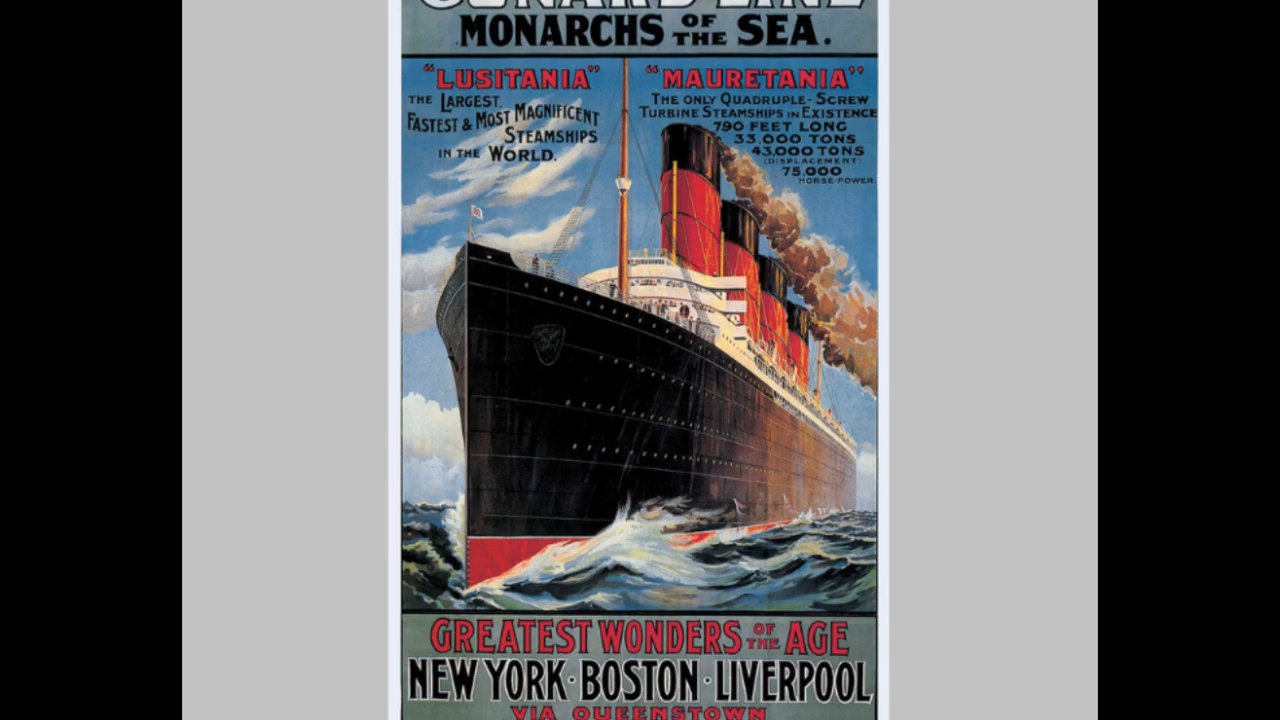 CUNARD LINE
MONARCHS OF THE SEA.
"LUSITANIA"
THE LARGEST,
FASTEST & MOST MAGNIFICENT
STEAMSHIPS
IN THE WORLD.
"MAURETANIA"
THE ONLY QUADRUPLE-SCREW
TURBINE STEAMSHIPS IN EXISTENCE
790 FEET LONG
33,000 TONS
43,000 TONS
(DISPLACEMENT)
75,000
HORSE-POWER
GREATEST WONDERS OF THE AGE
NEW YORK · BOSTON · LIVERPOOL
VIA QUEENSTOWN